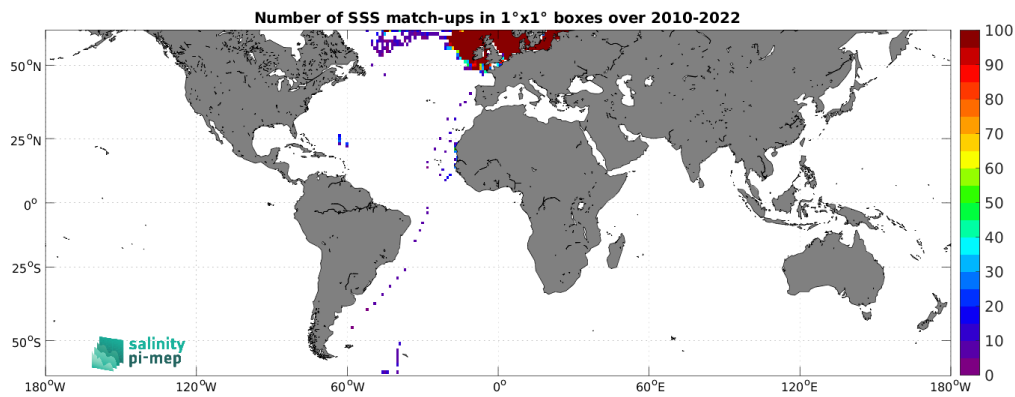 Number of SSS match-ups in 1°x1° boxes over 2010-2022
100
90
80
70
60
50
40
30
20
10
0
50°N
25°N
0°
25°S
50°S
salinity
pi-mep
180°W
120°W
60°W
0°
60°E
120°E
180°W